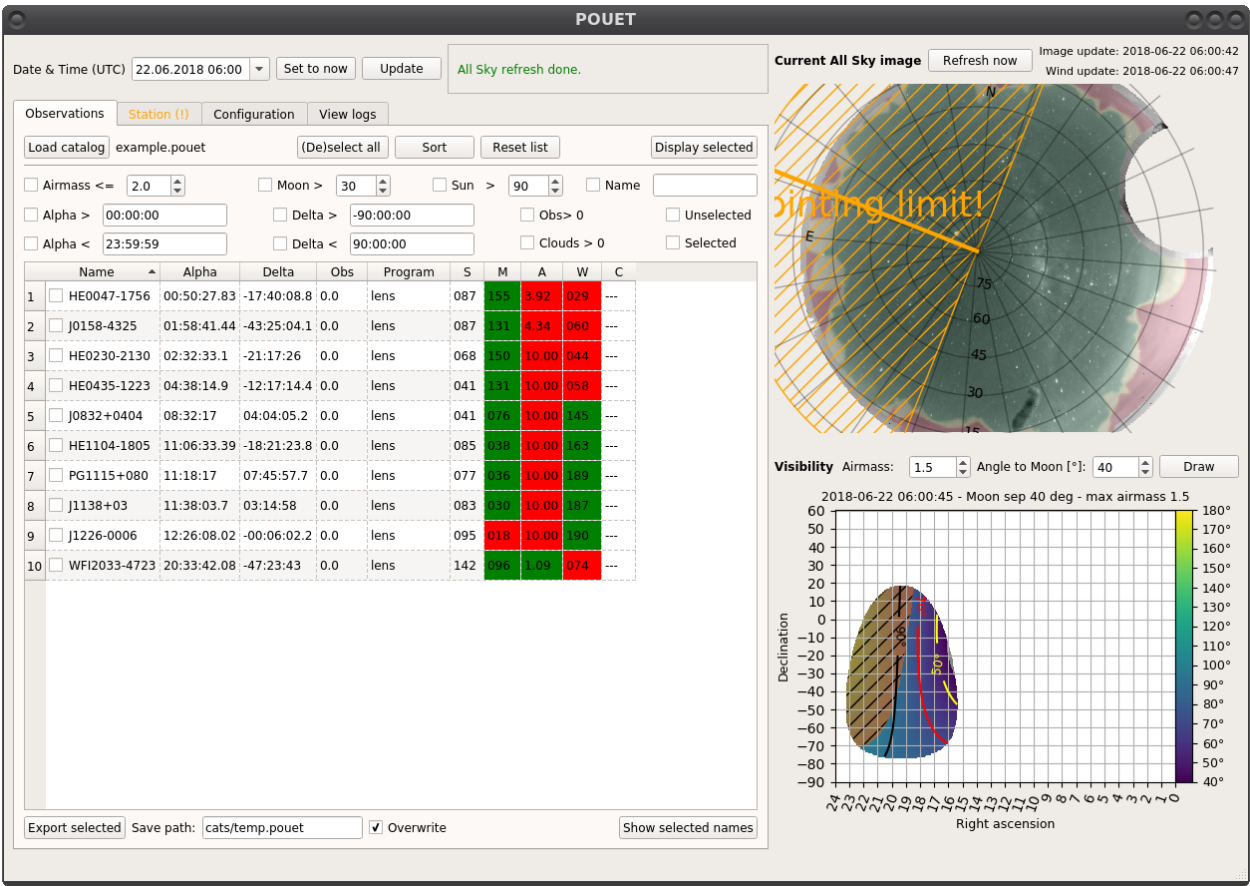 POUET
Date & Time (UTC) 22.06.2018 06:00 Set to now Update All Sky refresh done.
Current All Sky image Refresh now Image update: 2018-06-22 06:00:42
Wind update: 2018-06-22 06:00:47
Observations Station (!) Configuration View logs
Load catalog example.pouet (De)select all Sort Reset list Display selected
Airmass <= 2.0 Moon > 30 Sun > 90 Name
Alpha > 00:00:00 Delta > -90:00:00 Obs> 0 Unselected
Alpha < 23:59:59 Delta < 90:00:00 Clouds > 0 Selected
Name Alpha Delta Obs Program S M A W C
1 HE0047-1756 00:50:27.83 -17:40:08.8 0.0 lens 087 155 3.92 029 ---
2 J0158-4325 01:58:41.44 -43:25:04.1 0.0 lens 087 131 4.34 060 ---
3 HE0230-2130 02:32:33.1 -21:17:26 0.0 lens 068 150 10.00 044 ---
4 HE0435-1223 04:38:14.9 -12:17:14.4 0.0 lens 041 131 10.00 058 ---
5 J0832+0404 08:32:17 04:04:05.2 0.0 lens 041 076 10.00 145 ---
6 HE1104-1805 11:06:33.39 -18:21:23.8 0.0 lens 085 038 10.00 163 ---
7 PG1115+080 11:18:17 07:45:57.7 0.0 lens 077 036 10.00 189 ---
8 J1138+03 11:38:03.7 03:14:58 0.0 lens 083 030 10.00 187 ---
9 J1226-0006 12:26:08.02 -00:06:02.2 0.0 lens 095 018 10.00 190 ---
10 WFI2033-4723 20:33:42.08 -47:23:43 0.0 lens 142 096 1.09 074 ---
Export selected Save path: cats/temp.pouet Overwrite Show selected names
N
ointing limit!
E
75
60
45
30
15
Visibility Airmass: 1.5 Angle to Moon [°]: 40 Draw
2018-06-22 06:00:45 - Moon sep 40 deg - max airmass 1.5
60
50
40
30
20
10
0
−10
−20
−30
−40
−50
−60
−70
−80
−90
Declination
90°
50°
24 23 22 21 20 19 18 17 16 15 14 13 12 11 10 9 8 7 6 5 4 3 2 1 0
Right ascension
180°
170°
160°
150°
140°
130°
120°
110°
100°
90°
80°
70°
60°
50°
40°